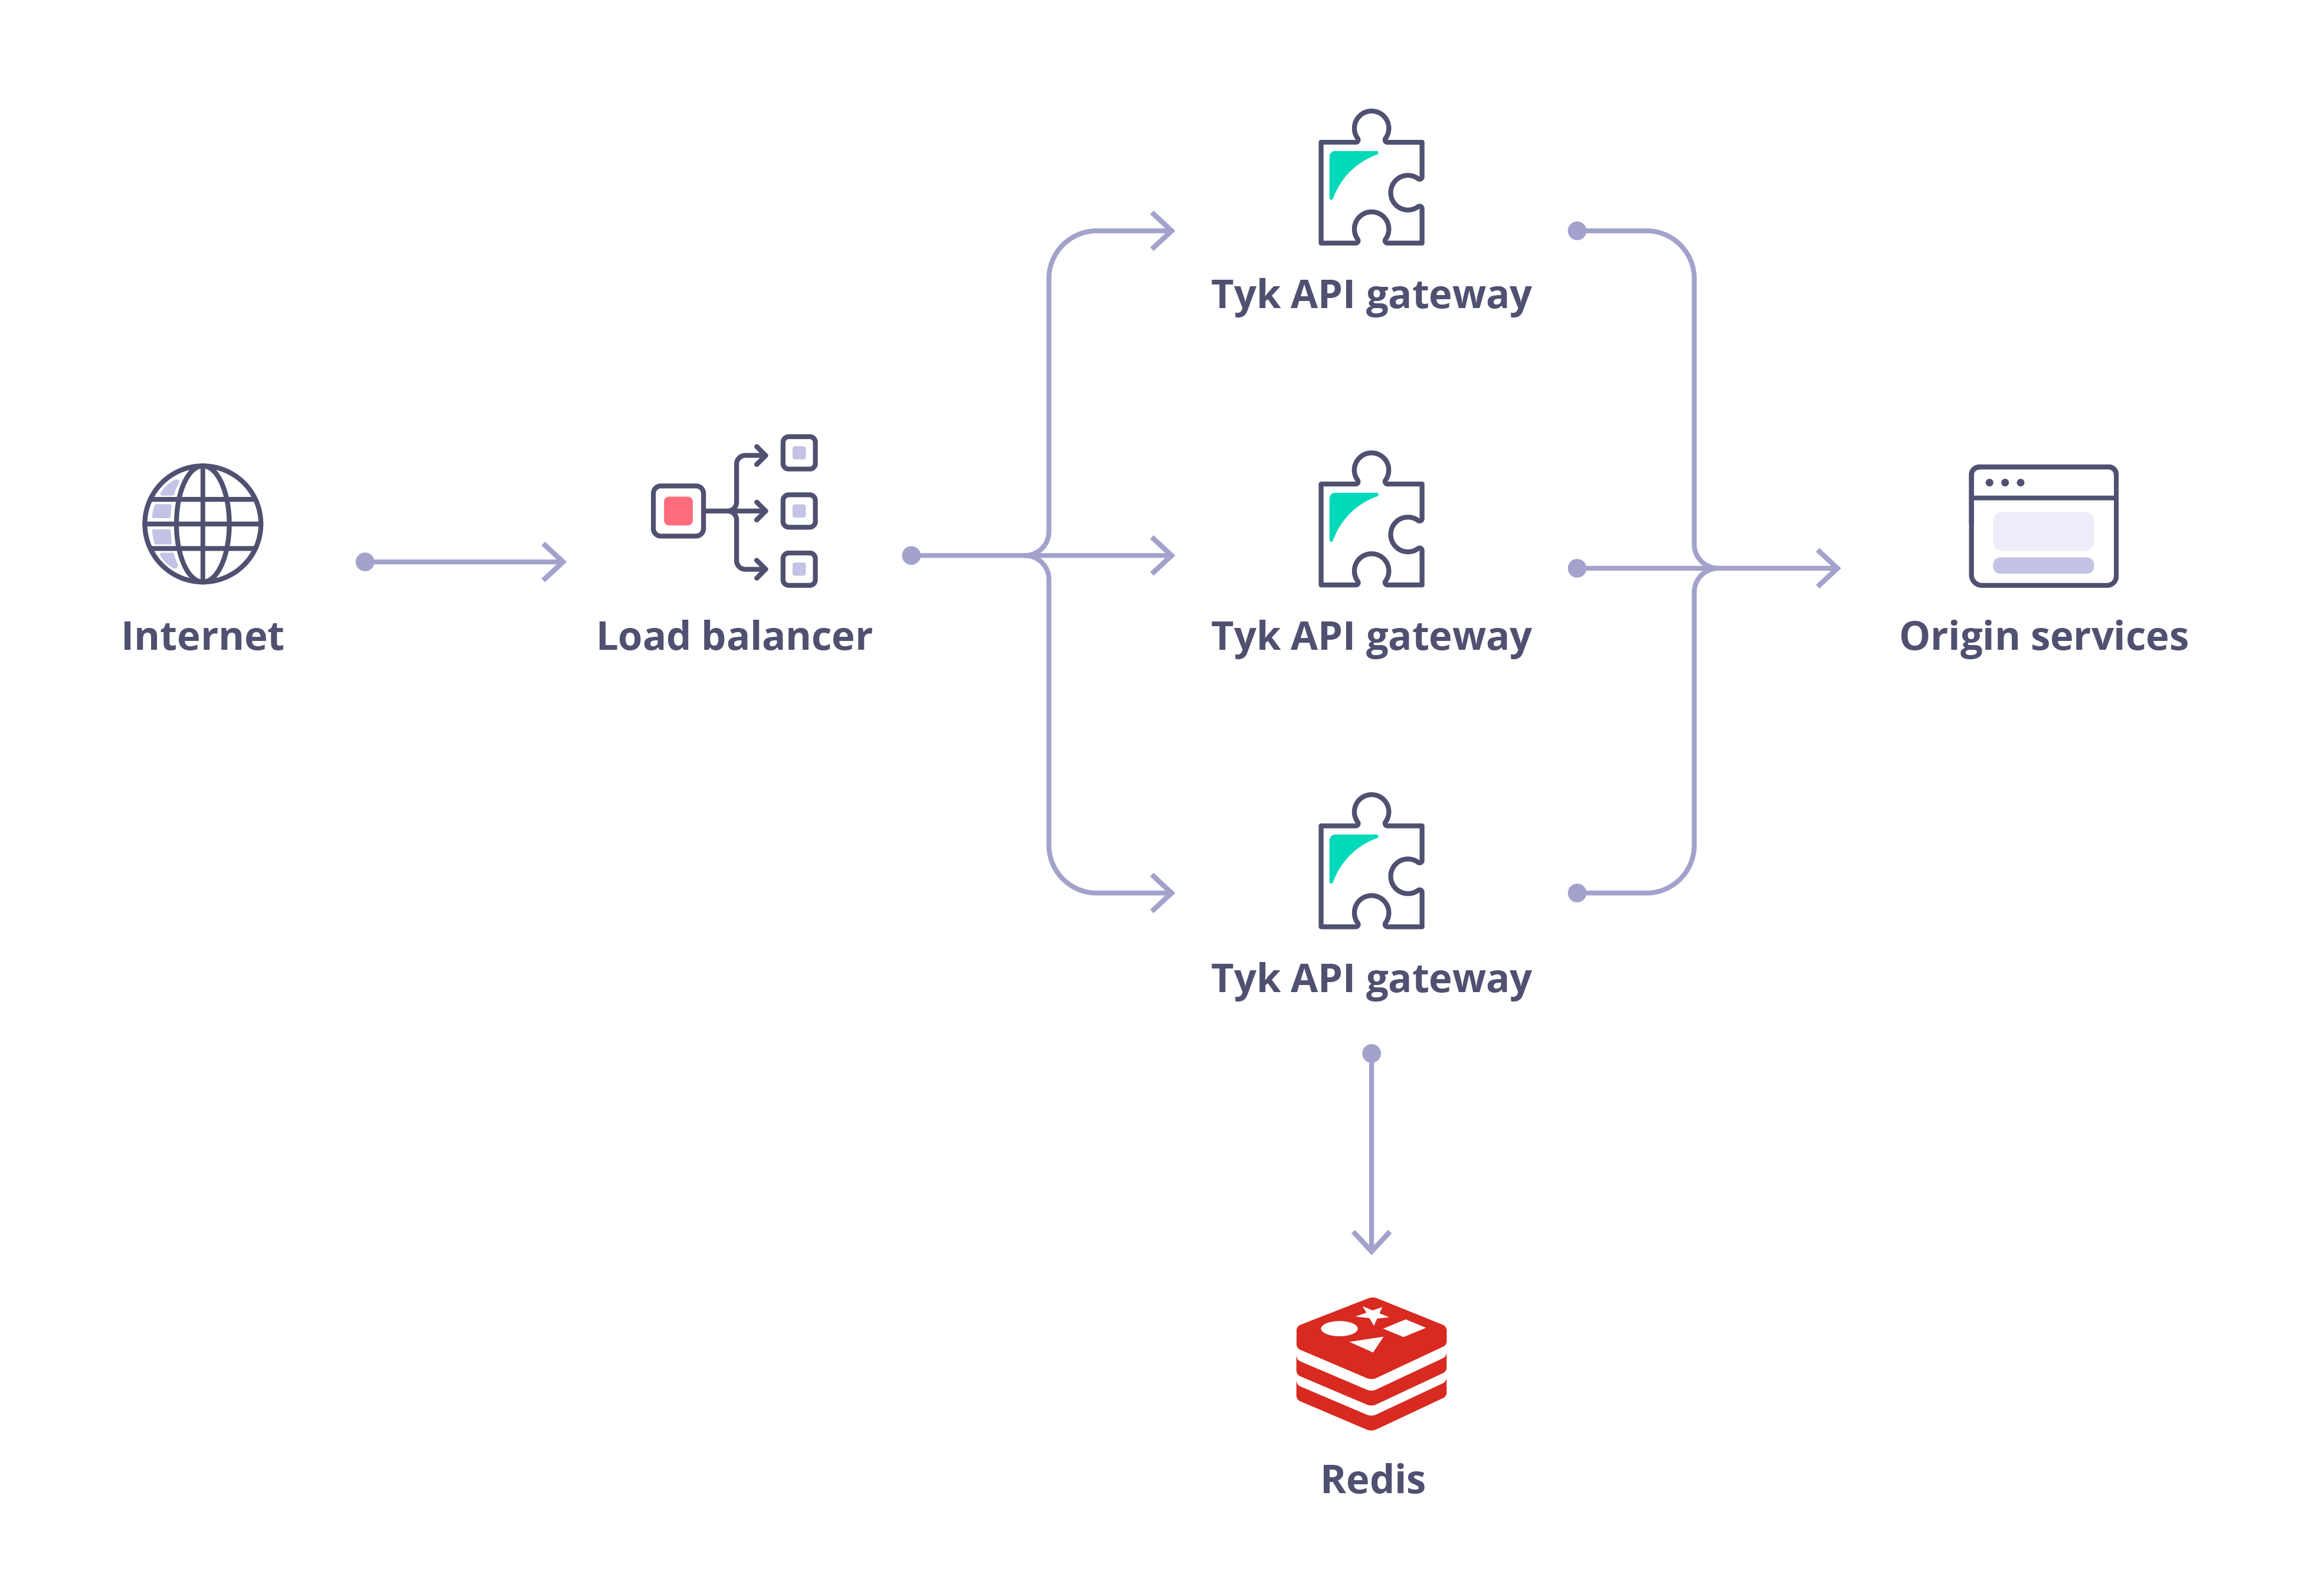 Tyk API gateway
Internet
Load balancer
Tyk API gateway
Origin services
Tyk API gateway
Redis